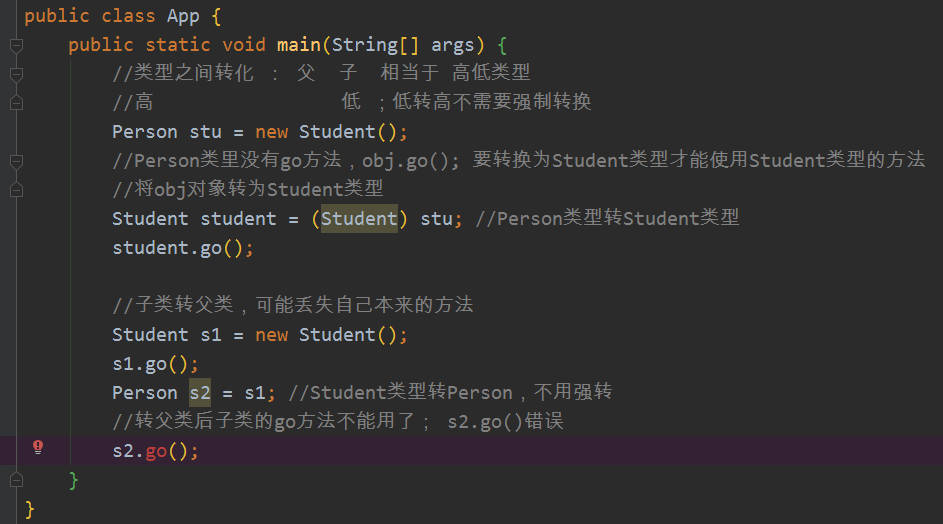 public class App {
public static void main(String[] args) {
//类型之间转化 ： 父 子 相当于 高低类型
//高 低 ；低转高不需要强制转换
Person stu = new Student();
//Person类里没有go方法，obj.go(); 要转换为Student类型才能使用Student类型的方法
//将obj对象转为Student类型
Student student = (Student) stu; //Person类型转Student类型
student.go();
//子类转父类，可能丢失自己本来的方法
Student s1 = new Student();
s1.go();
Person s2 = s1; //Student类型转Person，不用强转
//转父类后子类的go方法不能用了； s2.go()错误
s2.go();
}
}